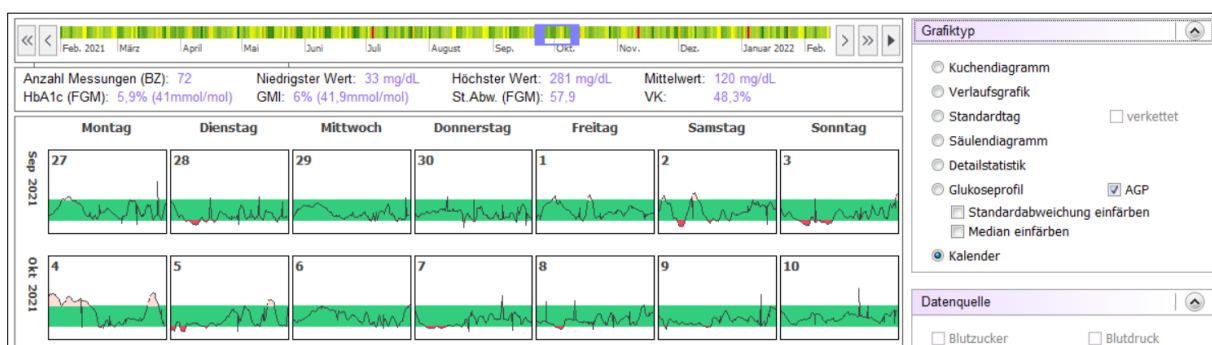 Feb. 2021 März April Mai Juni Juli August Sep. Okt. Nov. Dez. Januar 2022 Feb.
Anzahl Messungen (BZ): 72 Niedrigster Wert: 33 mg/dL Höchster Wert: 281 mg/dL Mittelwert: 120 mg/dL
HbA1c (FGM): 5,9% (41mmol/mol) GMI: 6% (41,9mmol/mol) St.Abw. (FGM): 57,9 VK: 48,3%
Montag Dienstag Mittwoch Donnerstag Freitag Samstag Sonntag
Sep 2021
27 28 29 30 1 2 3
Okt 2021
4 5 6 7 8 9 10
Grafiktyp
Kuchendiagramm
Verlaufsgrafik
Standardtag verkettet
Säulendiagramm
Detailstatistik
Glukoseprofil AGP
Standardabweichung einfärben
Median einfärben
Kalender
Datenquelle
Blutzucker Blutdruck